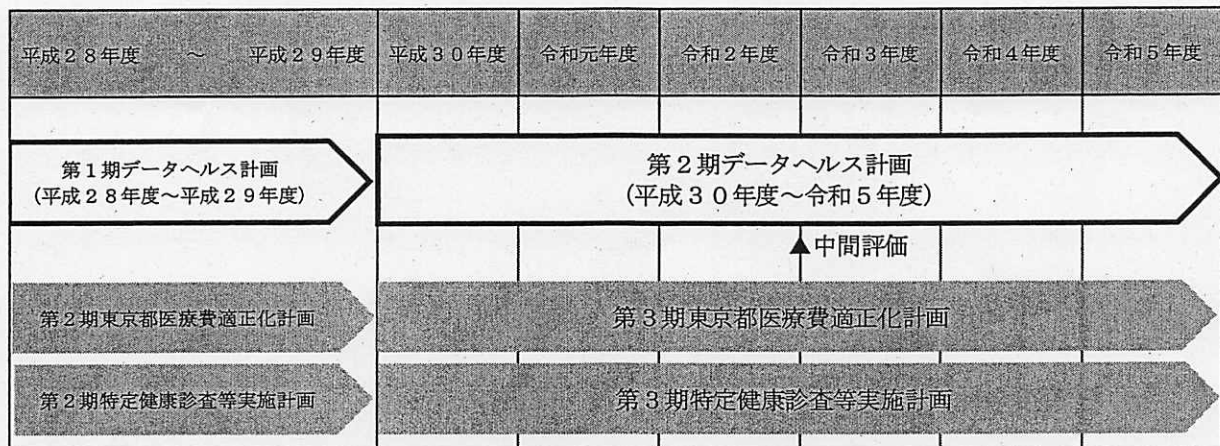 平成28年度　～　平成29年度　平成30年度　令和元年度　令和2年度　令和3年度　令和4年度　令和5年度
第1期データヘルス計画
(平成28年度～平成29年度)
第2期データヘルス計画
(平成30年度～令和5年度)
▲中間評価
第2期東京都医療費適正化計画
第3期東京都医療費適正化計画
第2期特定健康診査等実施計画
第3期特定健康診査等実施計画